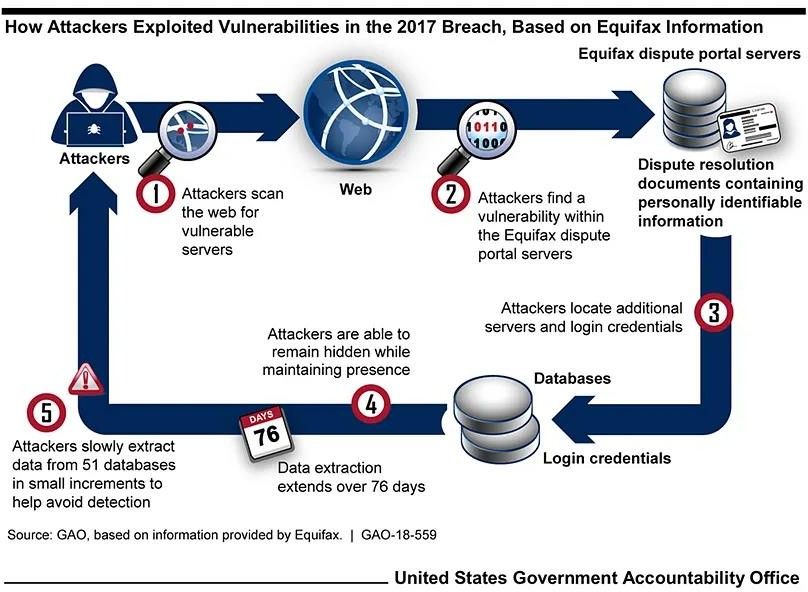 How Attackers Exploited Vulnerabilities in the 2017 Breach, Based on Equifax Information
Equifax dispute portal servers
Attackers
Web
10110
Dispute resolution
documents containing
personally identifiable
information
1
Attackers scan
the web for
vulnerable
servers
2
Attackers find a
vulnerability within
the Equifax dispute
portal servers
3
Attackers locate additional
servers and login credentials
Databases
Login credentials
4
Attackers are able to
remain hidden while
maintaining presence
DAYS
76
Data extraction
extends over 76 days
5
Attackers slowly extract
data from 51 databases
in small increments to
help avoid detection
Source: GAO, based on information provided by Equifax. | GAO-18-559
United States Government Accountability Office